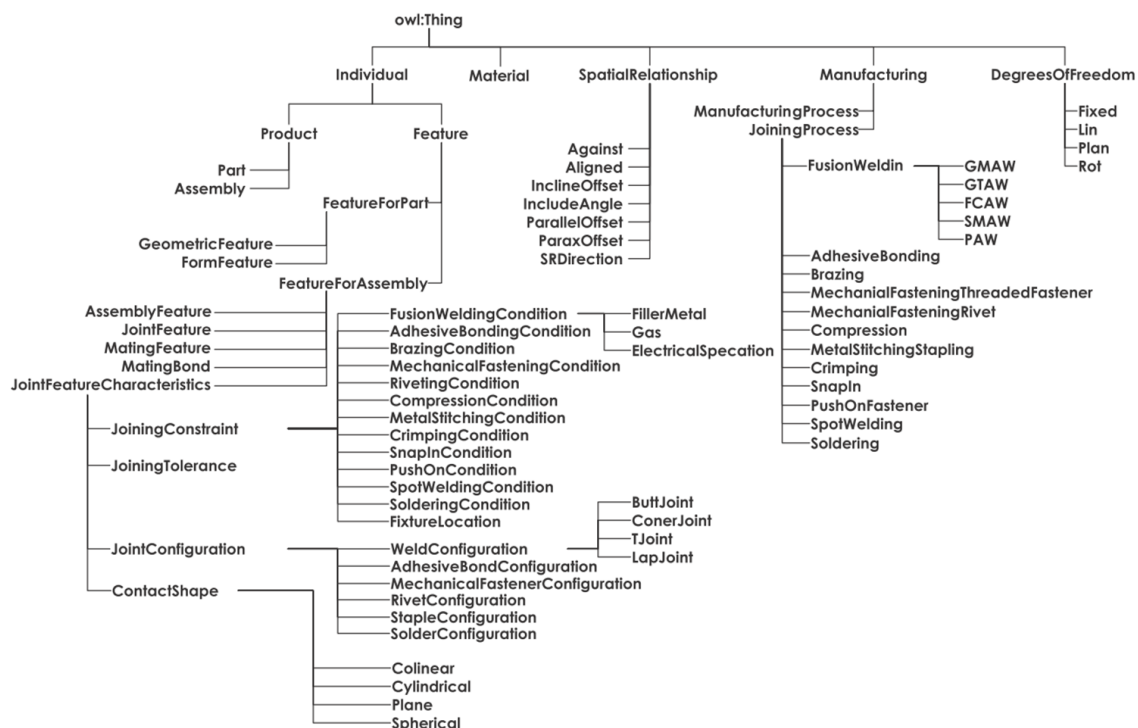 owl:Thing
Individual
Material
SpatialRelationship
Manufacturing
DegreesOfFreedom
Product
Feature
Part
Assembly
FeatureForPart
GeometricFeature
FormFeature
FeatureForAssembly
AssemblyFeature
JointFeature
MatingFeature
MatingBond
JointFeatureCharacteristics
JoiningConstraint
JoiningTolerance
JointConfiguration
ContactShape
FusionWeldingCondition
AdhesiveBondingCondition
BrazingCondition
MechanicalFasteningCondition
RivetingCondition
CompressionCondition
MetalStitchingCondition
CrimpingCondition
SnapInCondition
PushOnCondition
SpotWeldingCondition
SolderingCondition
FixtureLocation
FillerMetal
Gas
ElectricalSpecation
WeldConfiguration
AdhesiveBondConfiguration
MechanicalFastenerConfiguration
RivetConfiguration
StapleConfiguration
SolderConfiguration
ButtJoint
ConerJoint
TJoint
LapJoint
Colinear
Cylindrical
Plane
Spherical
Against
Aligned
InclineOffset
IncludeAngle
ParallelOffset
ParaxOffset
SRDirection
ManufacturingProcess
JoiningProcess
FusionWeldin
GMAW
GTAW
FCAW
SMAW
PAW
AdhesiveBonding
Brazing
MechanialFasteningThreadedFastener
MechanialFasteningRivet
Compression
MetalStitchingStapling
Crimping
SnapIn
PushOnFastener
SpotWelding
Soldering
Fixed
Lin
Plan
Rot